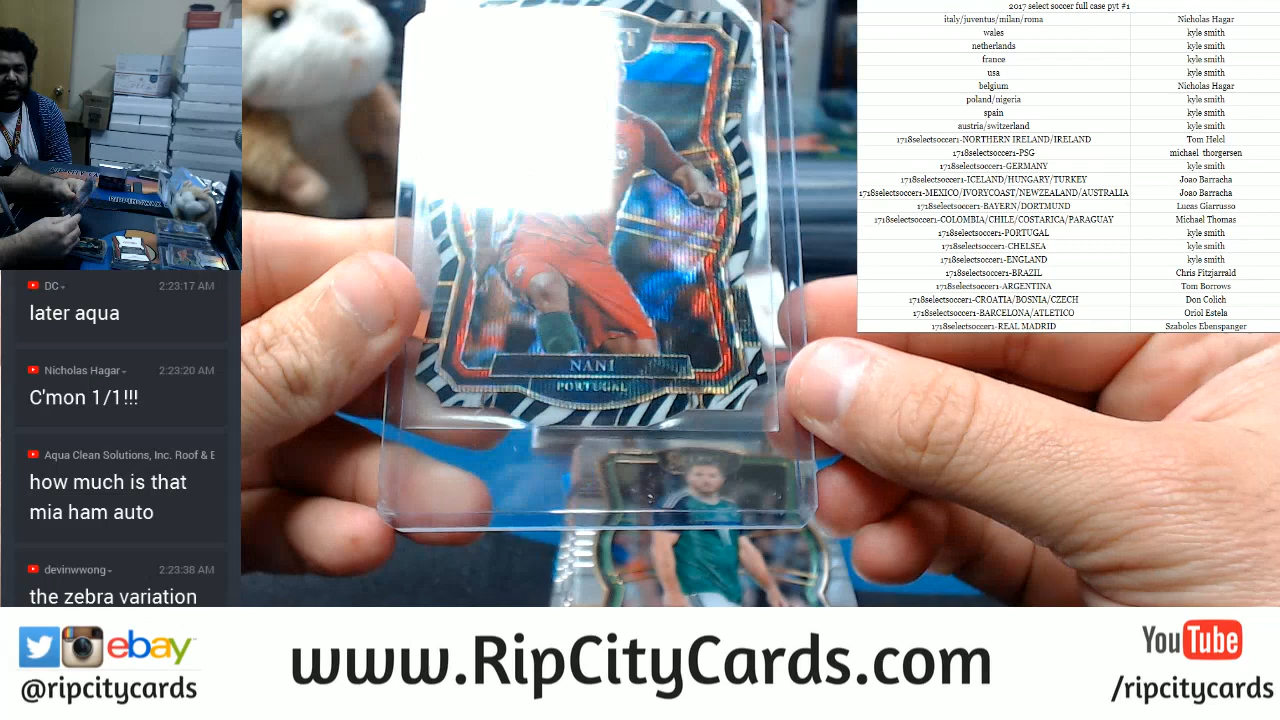 2017 select soccer full case pyt #1
italy/juventus/milan/roma Nicholas Hagar
wales kyle smith
netherlands kyle smith
france kyle smith
usa kyle smith
belgium Nicholas Hagar
poland/nigeria kyle smith
spain kyle smith
austria/switzerland kyle smith
1718selectsoccer1-NORTHERN IRELAND/IRELAND Tom Helcl
1718selectsoccer1-PSG michael thorgersen
1718selectsoccer1-GERMANY kyle smith
1718selectsoccer1-ICELAND/HUNGARY/TURKEY Joao Barracha
1718selectsoccer1-MEXICO/IVORYCOAST/NEWZEALAND/AUSTRALIA Joao Barracha
1718selectsoccer1-BAYERN/DORTMUND Lucas Giarrusso
1718selectsoccer1-COLOMBIA/CHILE/COSTARICA/PARAGUAY Michael Thomas
1718selectsoccer1-PORTUGAL kyle smith
1718selectsoccer1-CHELSEA kyle smith
1718selectsoccer1-ENGLAND kyle smith
1718selectsoccer1-BRAZIL Chris Fitzjarrald
1718selectsoccer1-ARGENTINA Tom Borrows
1718selectsoccer1-CROATIA/BOSNIA/CZECH Don Colich
1718selectsoccer1-BARCELONA/ATLETICO Oriol Estela
1718selectsoccer1-REAL MADRID Szabolcs Ebenspanger
DC 2:23:17 AM
later aqua
Nicholas Hagar 2:23:20 AM
C'mon 1/1!!!
Aqua Clean Solutions, Inc. Roof & E
how much is that
mia ham auto
devinwwong 2:23:38 AM
the zebra variation
NANI
PORTUGAL
ebay
@ripcitycards
www.RipCityCards.com
YouTube
/ripcitycards